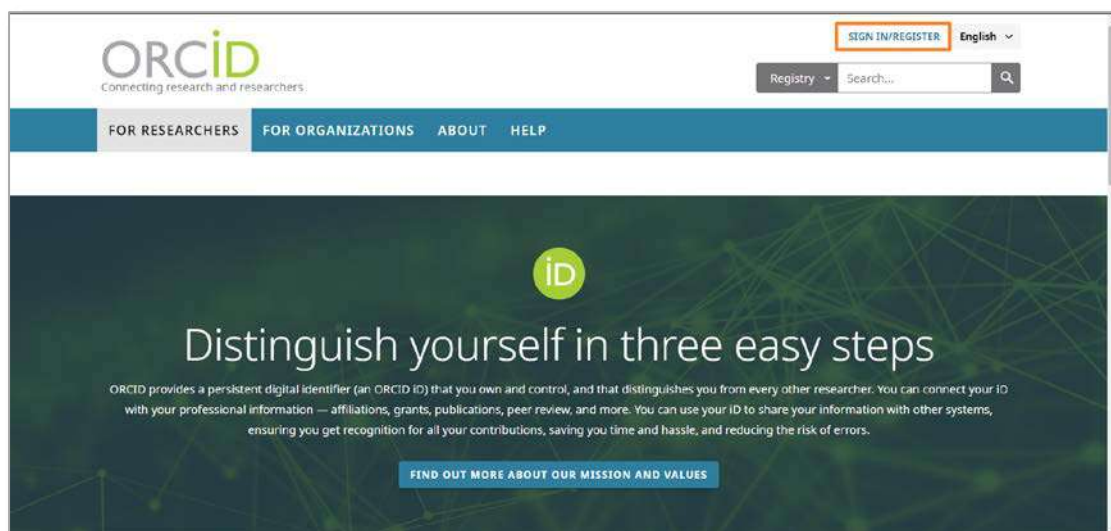 SIGN IN/REGISTER English
ORCID
Connecting research and researchers
Registry Search...
FOR RESEARCHERS FOR ORGANIZATIONS ABOUT HELP
iD
Distinguish yourself in three easy steps
ORCID provides a persistent digital identifier (an ORCID iD) that you own and control, and that distinguishes you from every other researcher. You can connect your iD
with your professional information — affiliations, grants, publications, peer review, and more. You can use your iD to share your information with other systems,
ensuring you get recognition for all your contributions, saving you time and hassle, and reducing the risk of errors.
FIND OUT MORE ABOUT OUR MISSION AND VALUES